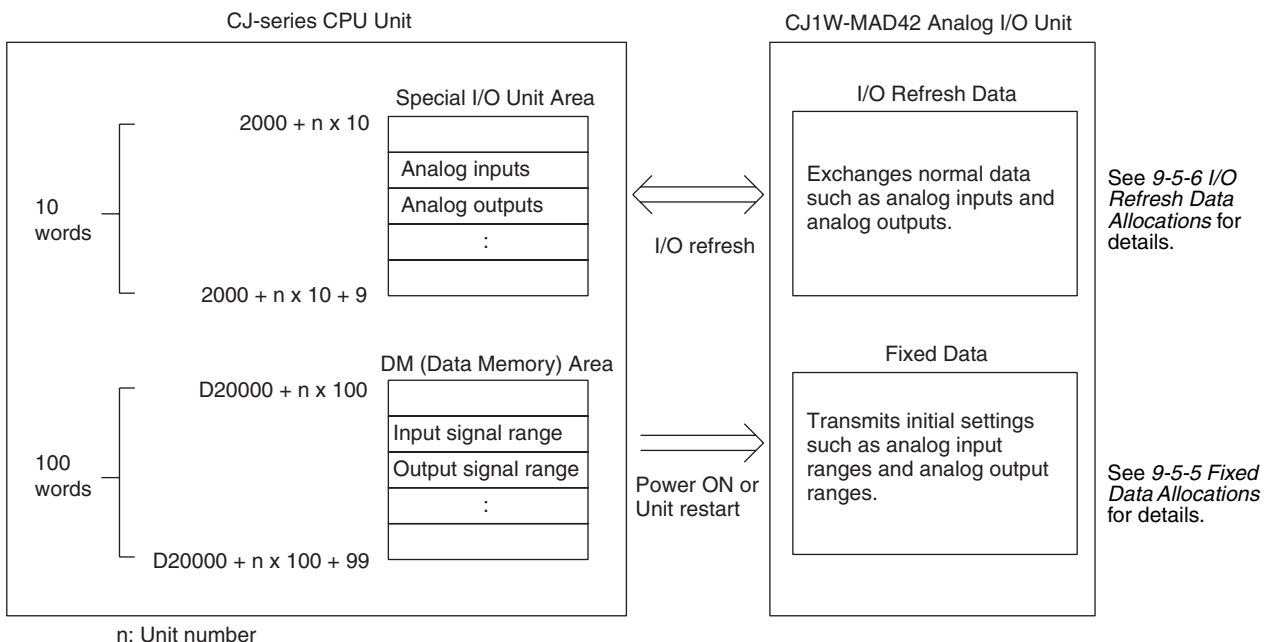 CJ-series CPU Unit
CJ1W-MAD42 Analog I/O Unit
Special I/O Unit Area
I/O Refresh Data
2000 + n x 10
Analog inputs
Analog outputs
:
10
words
2000 + n x 10 + 9
I/O refresh
Exchanges normal data
such as analog inputs and
analog outputs.
See 9-5-6 I/O
Refresh Data
Allocations for
details.
DM (Data Memory) Area
Fixed Data
D20000 + n x 100
Input signal range
Output signal range
:
100
words
D20000 + n x 100 + 99
Power ON or
Unit restart
Transmits initial settings
such as analog input
ranges and analog output
ranges.
See 9-5-5 Fixed
Data Allocations
for details.
n: Unit number